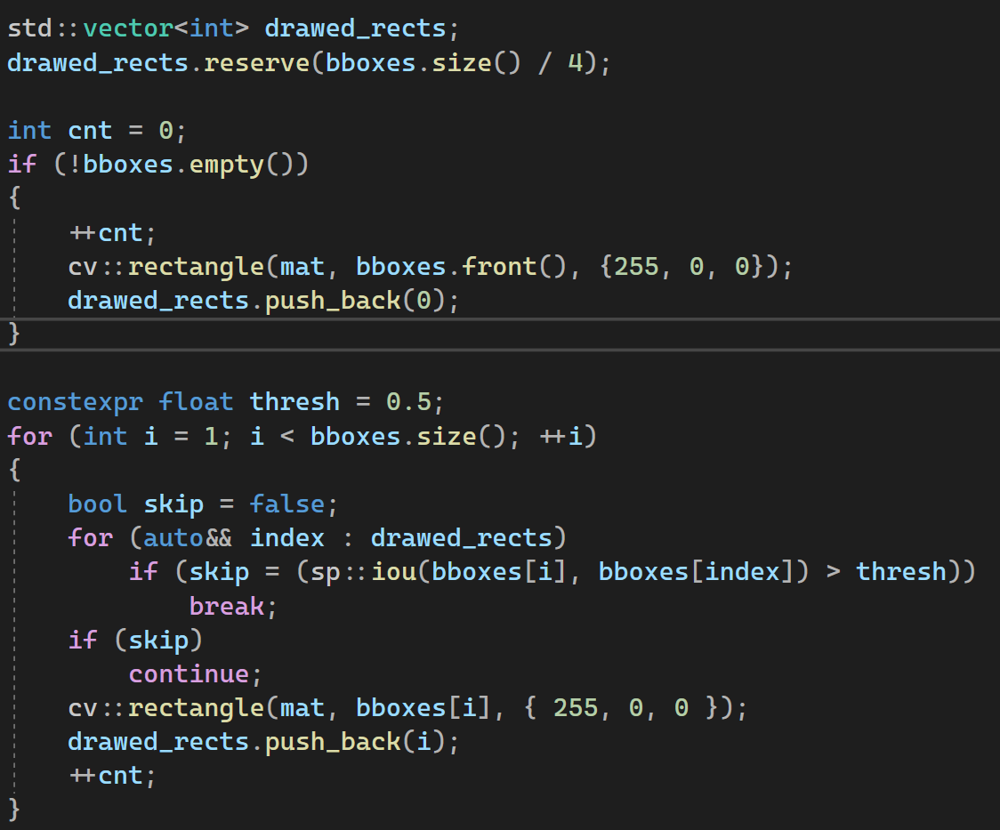 std::vector<int> drawed_rects;
drawed_rects.reserve(bboxes.size() / 4);

int cnt = 0;
if (!bboxes.empty())
{
    ++cnt;
    cv::rectangle(mat, bboxes.front(), {255, 0, 0});
    drawed_rects.push_back(0);
}

constexpr float thresh = 0.5;
for (int i = 1; i < bboxes.size(); ++i)
{
    bool skip = false;
    for (auto&& index : drawed_rects)
        if (skip = (sp::iou(bboxes[i], bboxes[index]) > thresh))
            break;
    if (skip)
        continue;
    cv::rectangle(mat, bboxes[i], { 255, 0, 0 });
    drawed_rects.push_back(i);
    ++cnt;
}